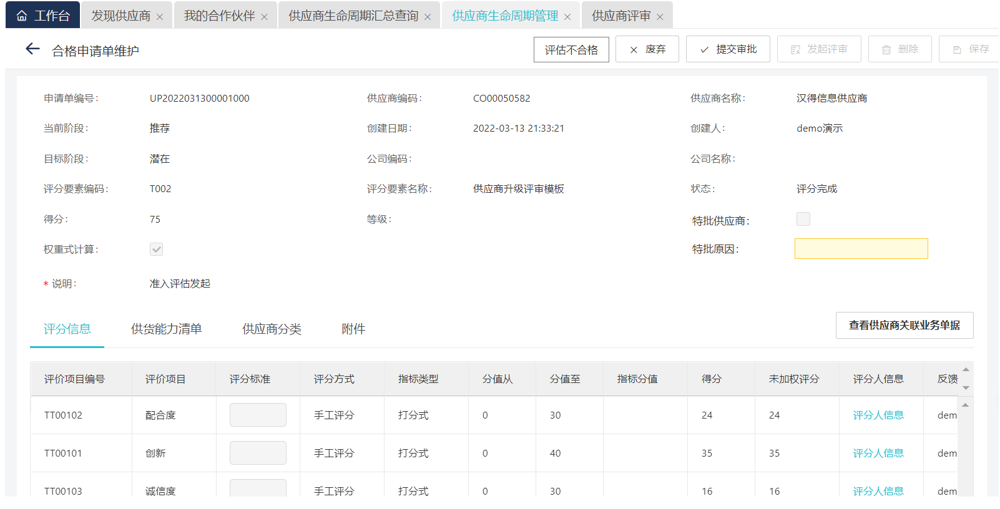 工作台 发现供应商 × 我的合作伙伴 × 供应商生命周期汇总查询 × 供应商生命周期管理 × 供应商评审 ×
合格申请单维护 评估不合格 × 废弃 ✓ 提交审批 发起评审 删除 保存
申请单编号: UP2022031300001000 供应商编码: CO00050582 供应商名称: 汉得信息供应商
当前阶段: 推荐 创建日期: 2022-03-13 21:33:21 创建人: demo演示
目标阶段: 潜在 公司编码: 公司名称:
评分要素编码: T002 评分要素名称: 供应商升级评审模板 状态: 评分完成
得分: 75 等级: 特批供应商:
权重式计算: 特批原因:
* 说明: 准入评估发起
评分信息 供货能力清单 供应商分类 附件 查看供应商关联业务单据
评价项目编号 评价项目 评分标准 评分方式 指标类型 分值从 分值至 指标分值 得分 未加权评分 评分人信息 反馈
TT00102 配合度 手工评分 打分式 0 30 24 24 评分人信息 dem
TT00101 创新 手工评分 打分式 0 40 35 35 评分人信息 dem
TT00103 诚信度 手工评分 打分式 0 30 16 16 评分人信息 dem